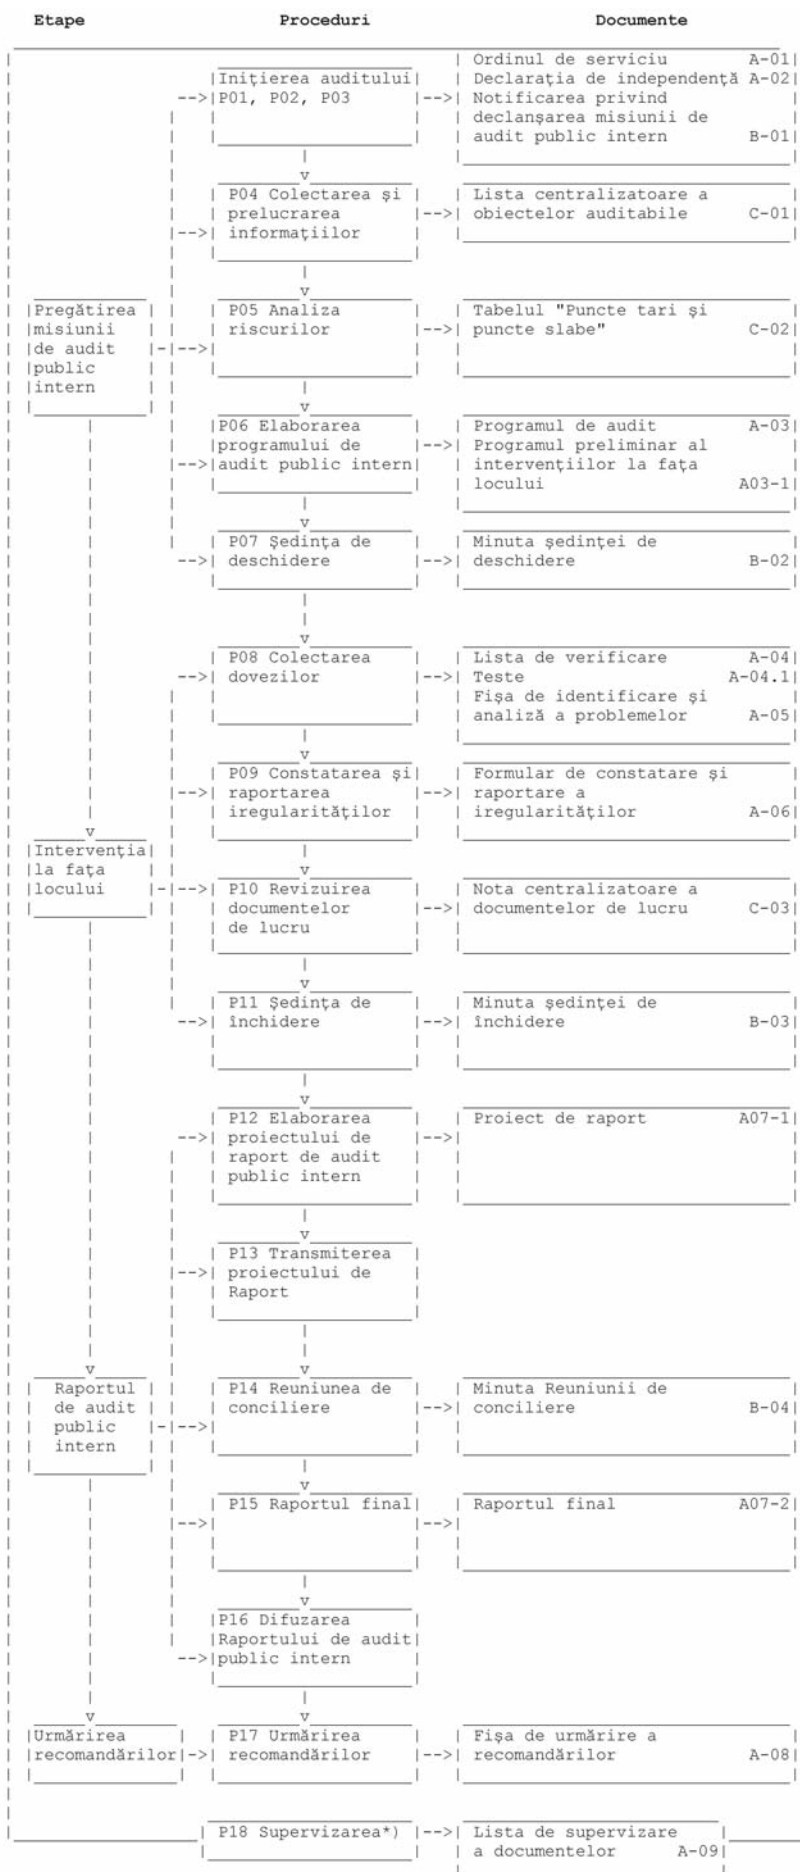 Etape Proceduri Documente
Ordinul de serviciu A-01
Inițierea auditului Declarația de independență A-02
P01, P02, P03 Notificarea privind
declanșarea misiunii de
audit public intern B-01
P04 Colectarea și Lista centralizatoare a
prelucrarea obiectelor auditabile C-01
informațiilor
Pregătirea P05 Analiza Tabelul "Puncte tari și
misiunii riscurilor puncte slabe" C-02
de audit
public
intern
P06 Elaborarea Programul de audit A-03
programului de Programul preliminar al
audit public intern intervențiilor la fața
locului A03-1
P07 Ședința de Minuta ședinței de
deschidere deschidere B-02
P08 Colectarea Lista de verificare A-04
dovezilor Teste A-04.1
Fișa de identificare și
analiză a problemelor A-05
P09 Constatarea și Formular de constatare și
raportarea raportare a
iregularităților iregularităților A-06
Intervenția
la fața
locului P10 Revizuirea Nota centralizatoare a
documentelor documentelor de lucru C-03
de lucru
P11 Ședința de Minuta ședinței de
închidere închidere B-03
P12 Elaborarea Proiect de raport A07-1
proiectului de
raport de audit
public intern
P13 Transmiterea
proiectului de
Raport
Raportul P14 Reuniunea de Minuta Reuniunii de
de audit conciliere conciliere B-04
public
intern
P15 Raportul final Raportul final A07-2
P16 Difuzarea
Raportului de audit
public intern
Urmărirea P17 Urmărirea Fișa de urmărire a
recomandărilor recomandărilor recomandărilor A-08
P18 Supervizarea*) Lista de supervizare
a documentelor A-09